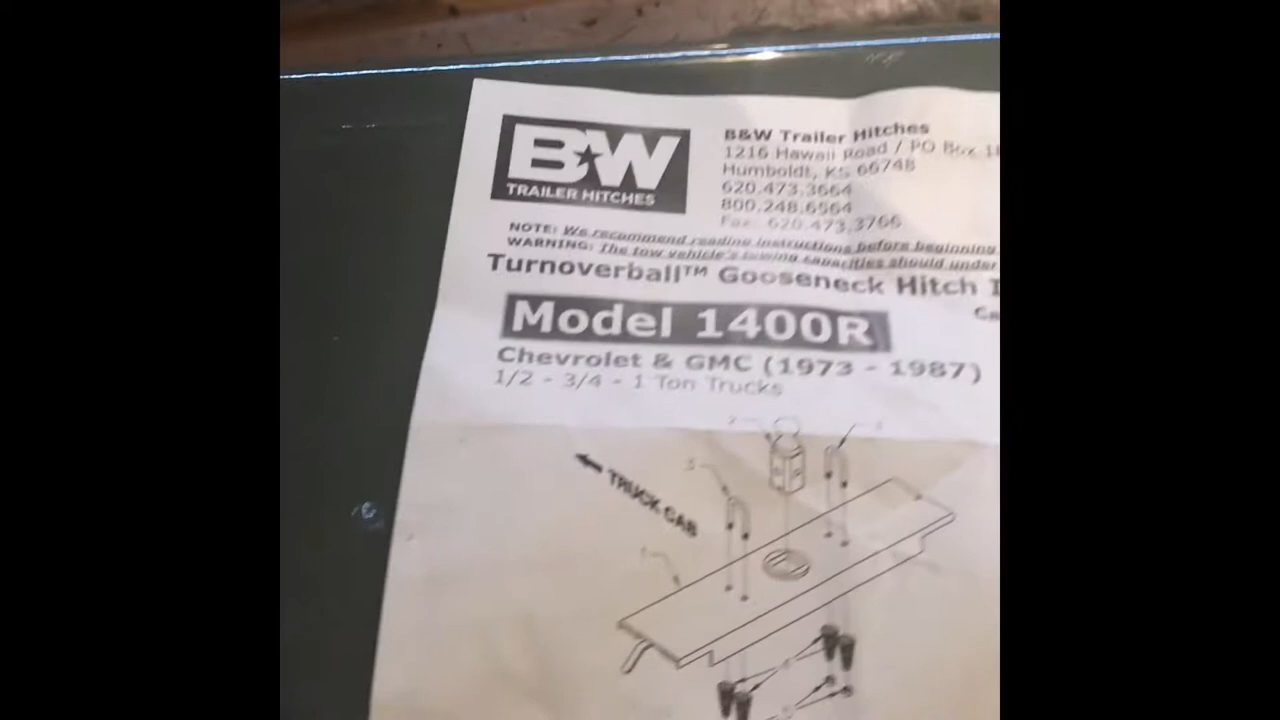 B&W
TRAILER HITCHES
B&W Trailer Hitches
1216 Hawaii Road / PO Box
Humboldt, KS 66748
620.473.3664
800.248.6564
Fax: 620.473.3766
NOTE: We recommend reading instructions before beginning
WARNING: The tow vehicle's towing capacities should under
Turnoverball™ Gooseneck Hitch I
Model 1400R
Chevrolet & GMC (1973 - 1987)
1/2 - 3/4 - 1 Ton Trucks
TRUCK CAB